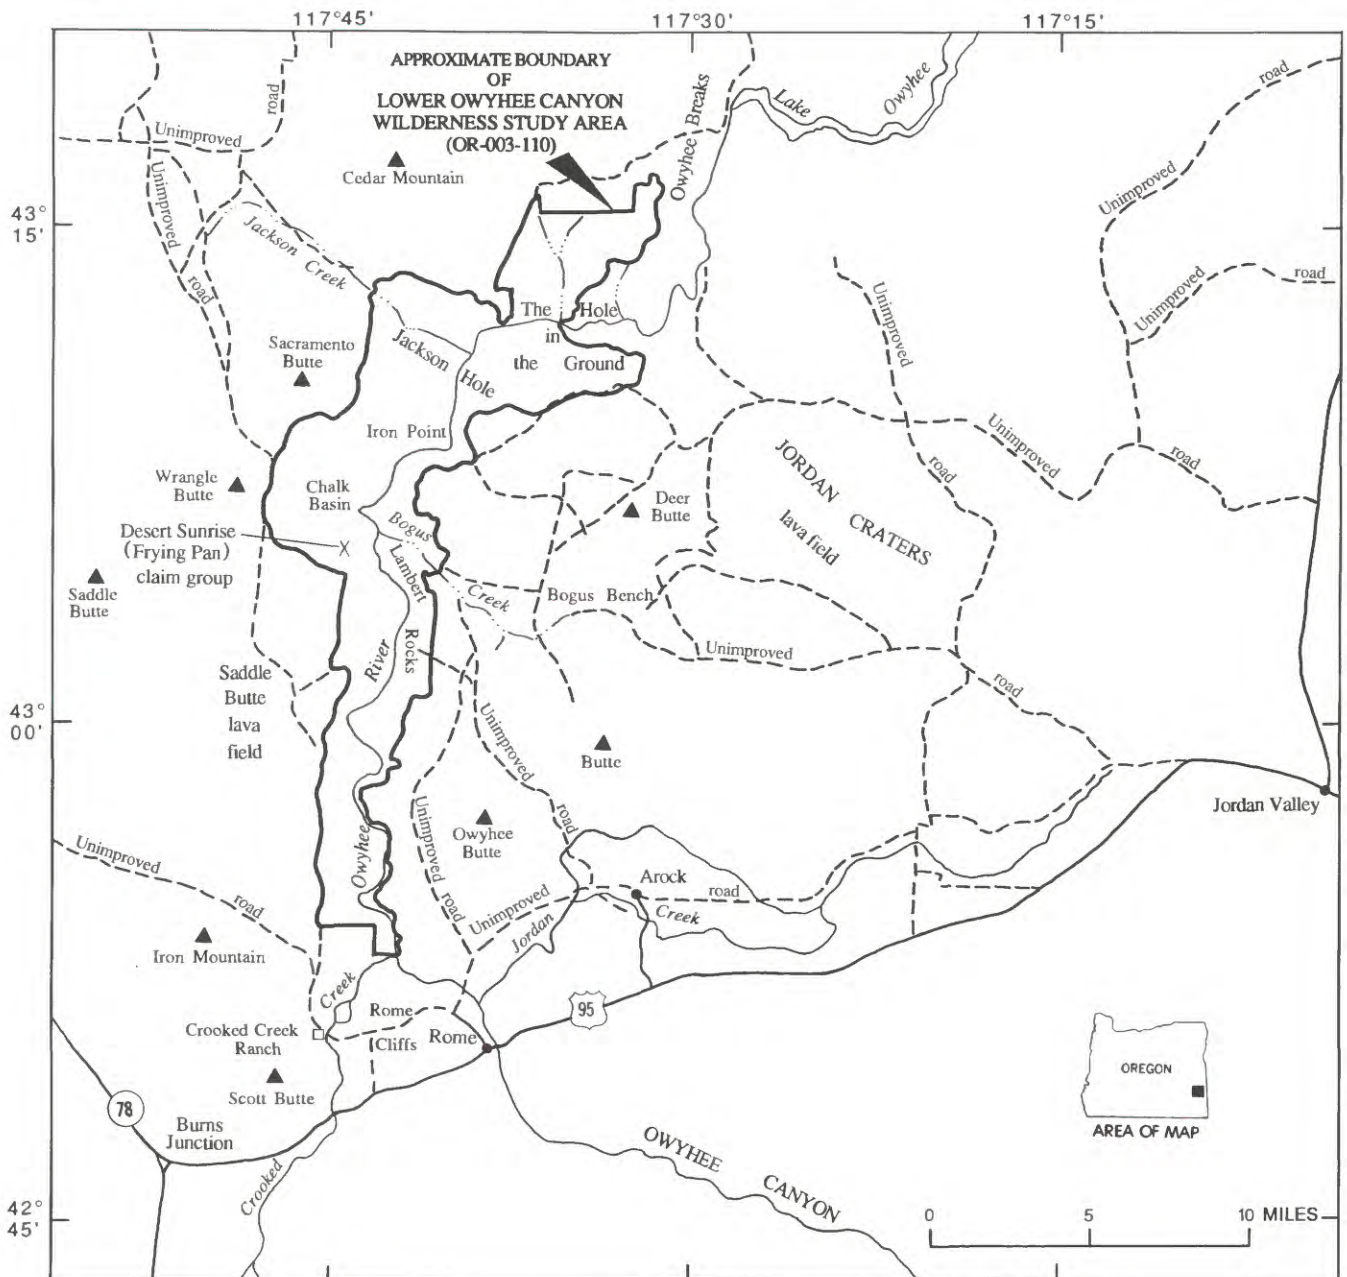 117°45'
117°30'
117°15'
APPROXIMATE BOUNDARY
OF
LOWER OWYHEE CANYON
WILDERNESS STUDY AREA
(OR-003-110)
Cedar Mountain
Owyhee Breaks
Lake Owyhee
road
Unimproved
road
Unimproved
road
Unimproved
43°
15'
Jackson Creek
Unimproved
road
Unimproved
road
The Hole
in
the Ground
Jackson Hole
Sacramento
Butte
Iron Point
Unimproved
road
JORDAN CRATERS
lava field
Wrangle
Butte
Chalk
Basin
Deer
Butte
Desert Sunrise
(Frying Pan)
claim group
Bogus
Creek
Lambert
Rocks
Bogus Bench
Saddle
Butte
Unimproved
road
River
Saddle
Butte
lava
field
43°
00'
Unimproved
road
Butte
Jordan Valley
Owyhee
Butte
Unimproved
road
Owyhee
Unimproved
road
Arock
Unimproved
road
Jordan
Creek
Iron Mountain
Creek
Rome
Cliffs
Rome
95
Crooked Creek
Ranch
Scott Butte
78
Burns
Junction
Crooked
OWYHEE
CANYON
OREGON
AREA OF MAP
42°
45'
0 5 10 MILES